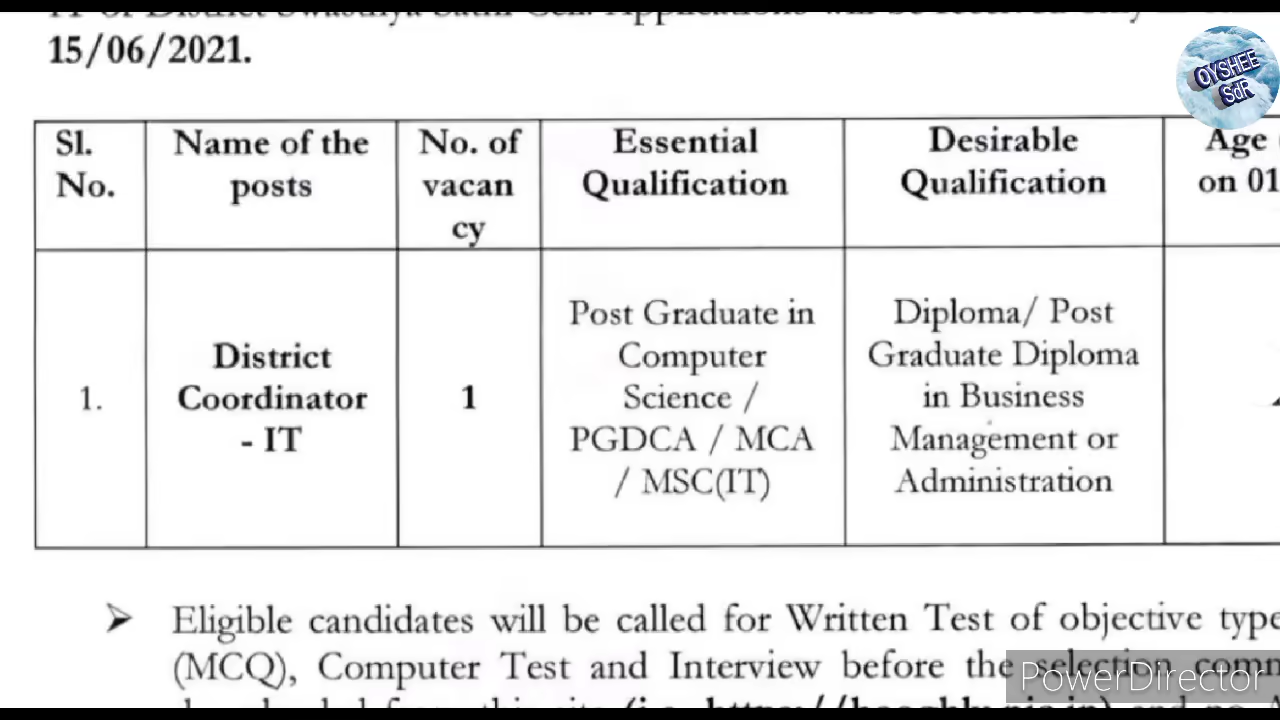 15/06/2021.
OYSHEE
SdR
Sl.
No.
Name of the
posts
No. of
vacan
cy
Essential
Qualification
Desirable
Qualification
Age
on 01
1.
District
Coordinator
- IT
1
Post Graduate in
Computer
Science /
PGDCA / MCA
/ MSC(IT)
Diploma/ Post
Graduate Diploma
in Business
Management or
Administration
➢ Eligible candidates will be called for Written Test of objective type
(MCQ), Computer Test and Interview before the selection
PowerDirector